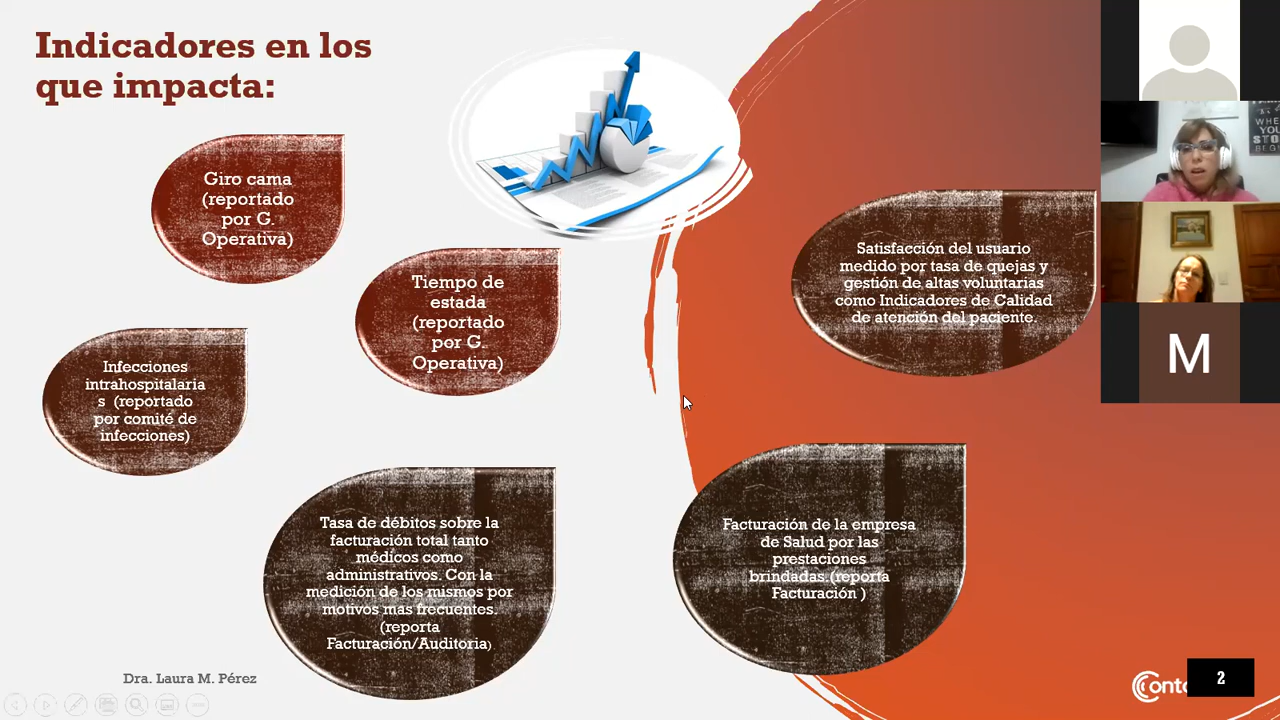 Indicadores en los
que impacta:
Giro cama
(reportado
por G.
Operativa)
Tiempo de
estada
(reportado
por G.
Operativa)
Infecciones
intrahospitalaria
s (reportado
por comité de
infecciones)
Satisfacción del usuario
medido por tasa de quejas y
gestión de altas voluntarias
como Indicadores de Calidad
de atención del paciente.
Tasa de débitos sobre la
facturación total tanto
médicos como
administrativos. Con la
medición de los mismos por
motivos mas frecuentes.
(reporta
Facturación/Auditoria)
Facturación de la empresa
de Salud por las
prestaciones
brindadas.(reporta
Facturación )
Dra. Laura M. Pérez
2
M
WHE
YOU
STO